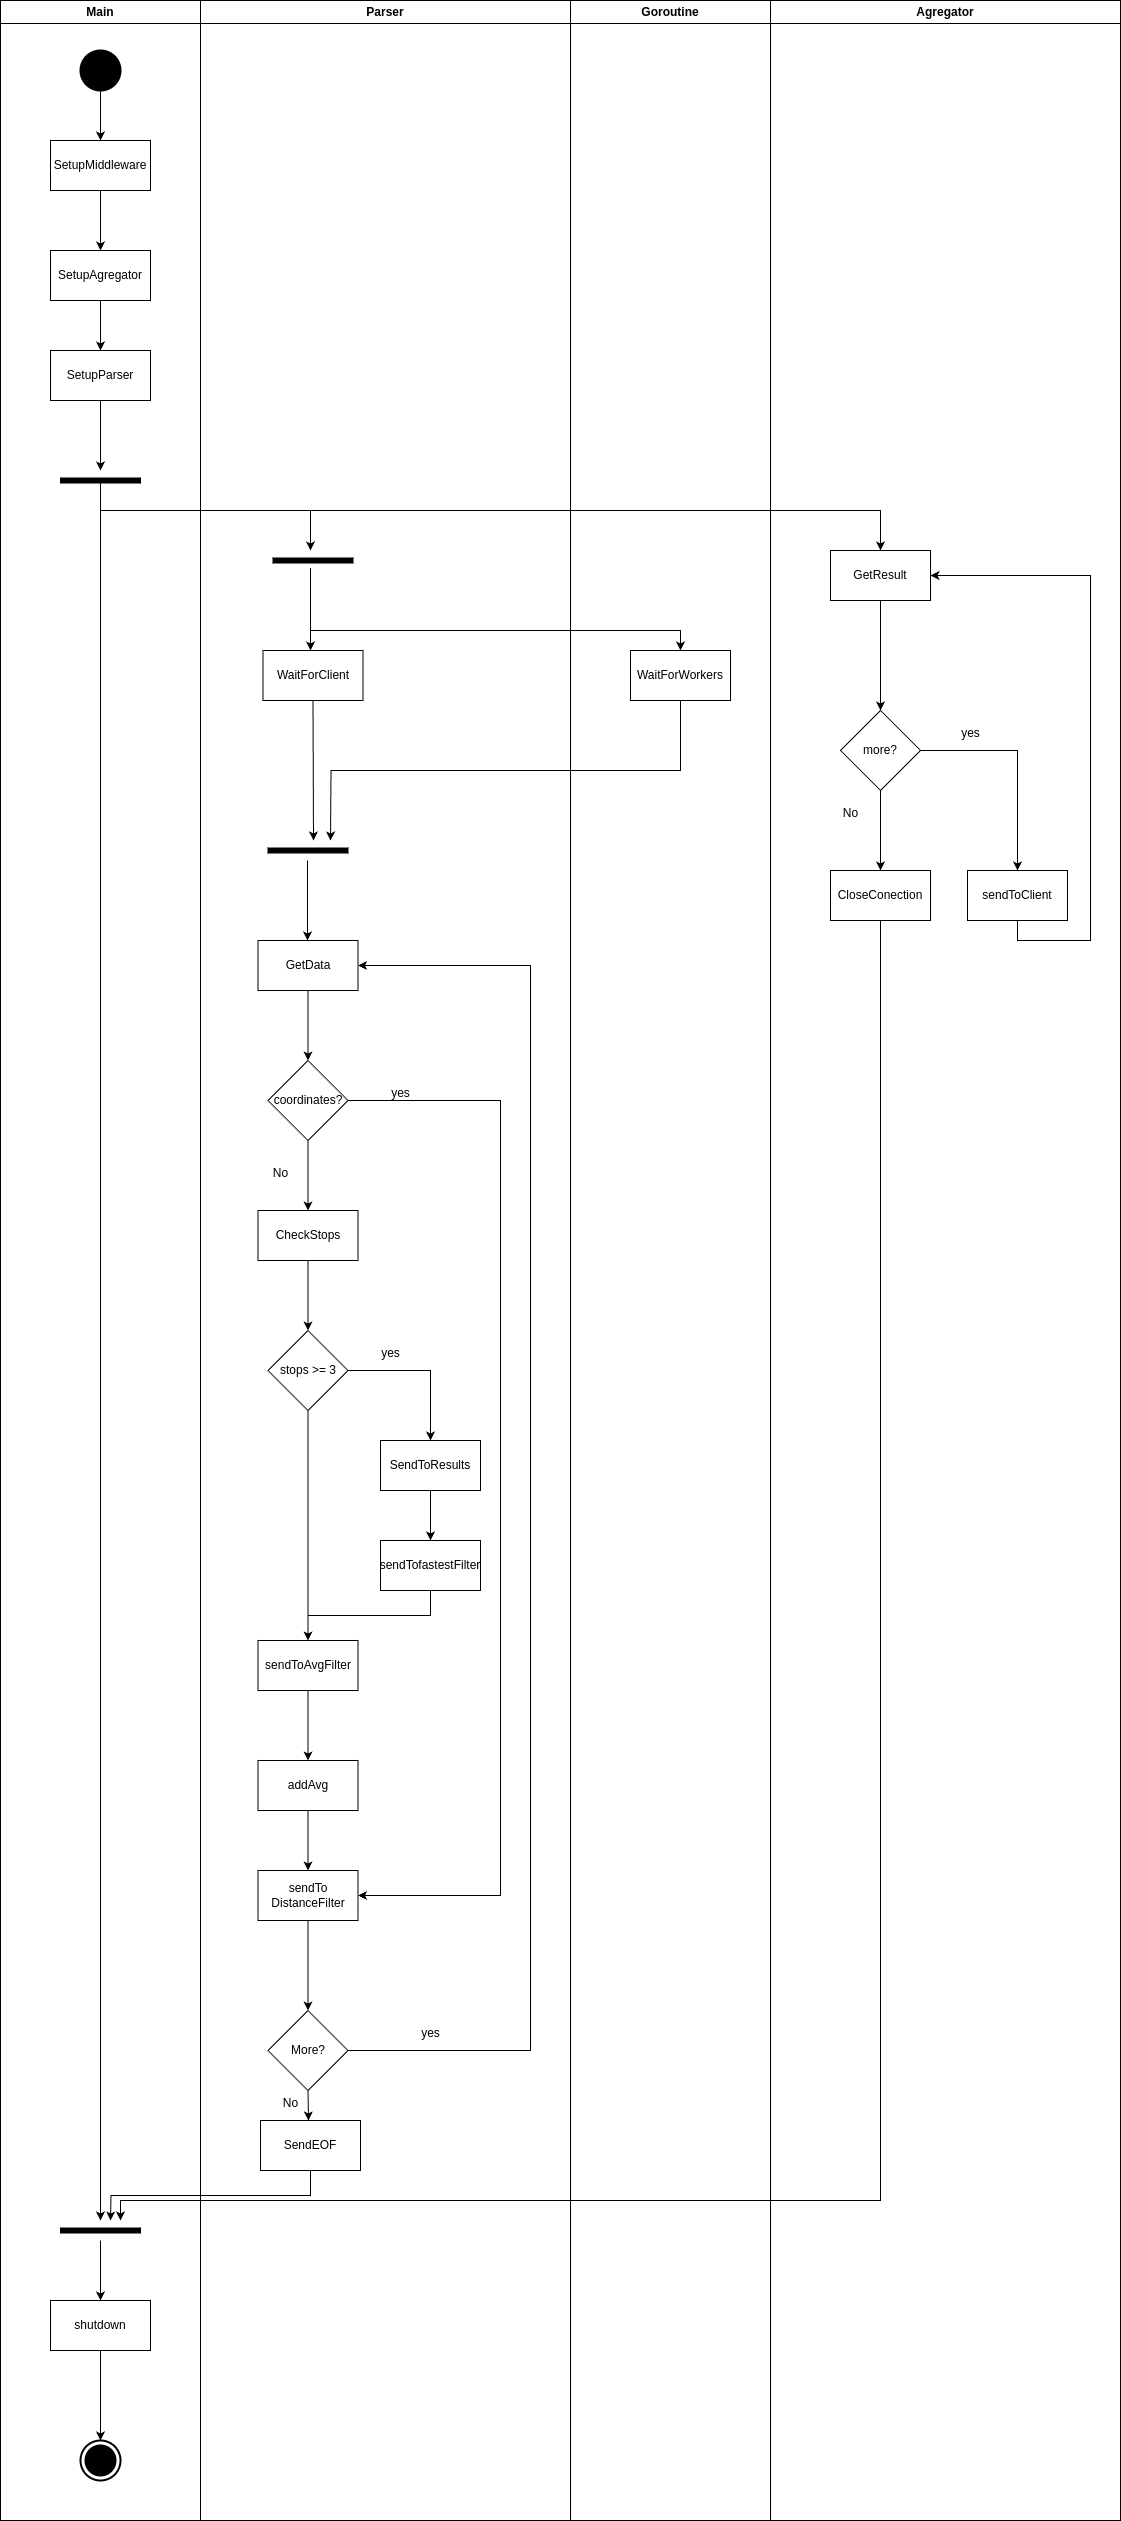 Main
Parser
Goroutine
Agregator
SetupMiddleware
SetupAgregator
SetupParser
GetResult
WaitForClient
WaitForWorkers
more?
yes
No
CloseConection
sendToClient
GetData
coordinates?
yes
No
CheckStops
stops >= 3
yes
SendToResults
sendTofastestFilter
sendToAvgFilter
addAvg
sendTo
DistanceFilter
More?
yes
No
SendEOF
shutdown